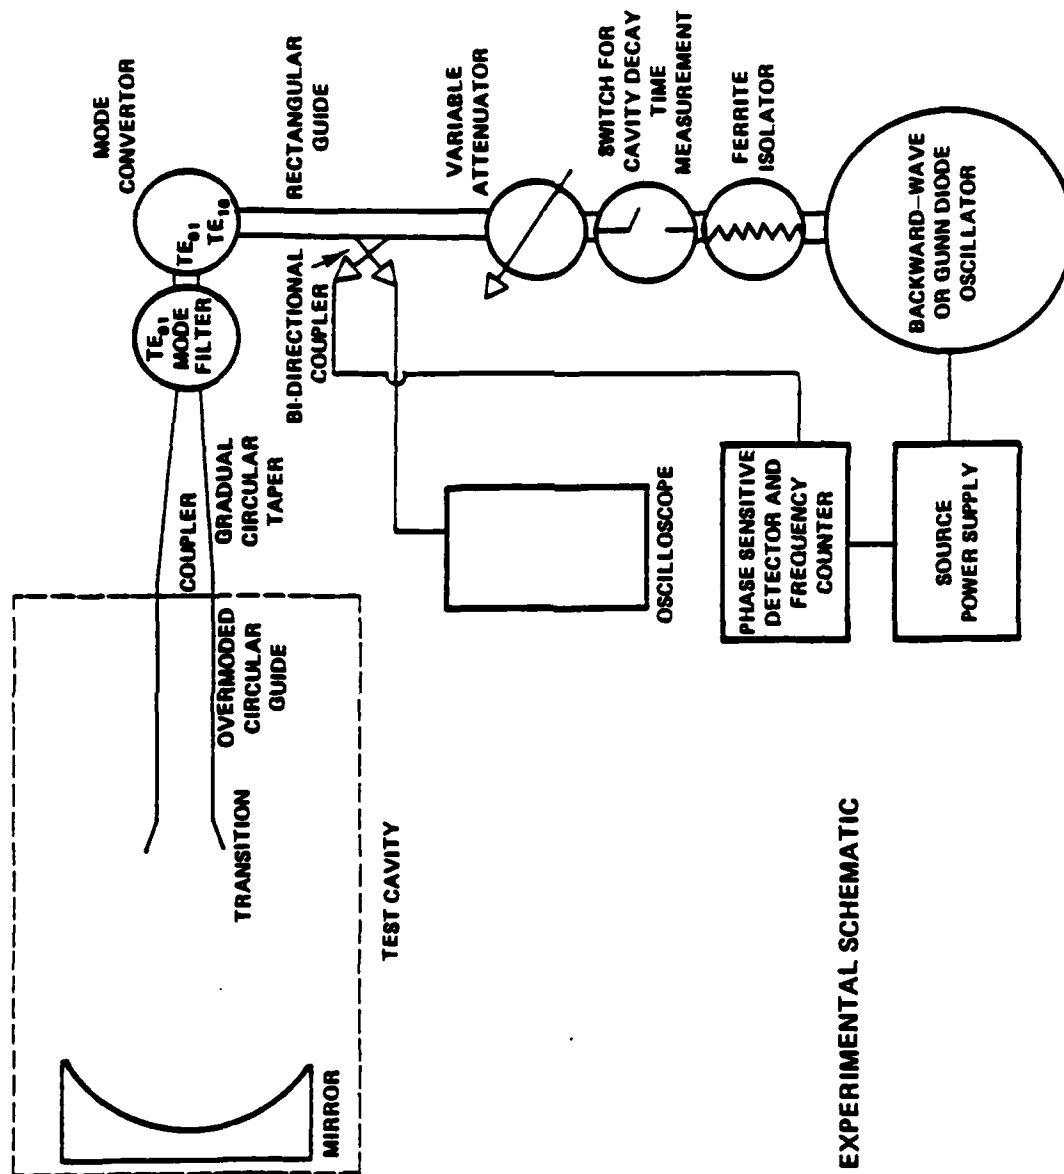 MODE
CONVERTOR
TE₀₁
TE₁₀
TE₀₁
MODE
FILTER
RECTANGULAR
GUIDE
BI-DIRECTIONAL
COUPLER
VARIABLE
ATTENUATOR
SWITCH FOR
CAVITY DECAY
TIME
MEASUREMENT
FERRITE
ISOLATOR
BACKWARD-WAVE
OR GUNN DIODE
OSCILLATOR
COUPLER
GRADUAL
CIRCULAR
TAPER
OVERMODED
CIRCULAR
GUIDE
TRANSITION
MIRROR
TEST CAVITY
OSCILLOSCOPE
PHASE SENSITIVE
DETECTOR AND
FREQUENCY
COUNTER
SOURCE
POWER SUPPLY
EXPERIMENTAL SCHEMATIC